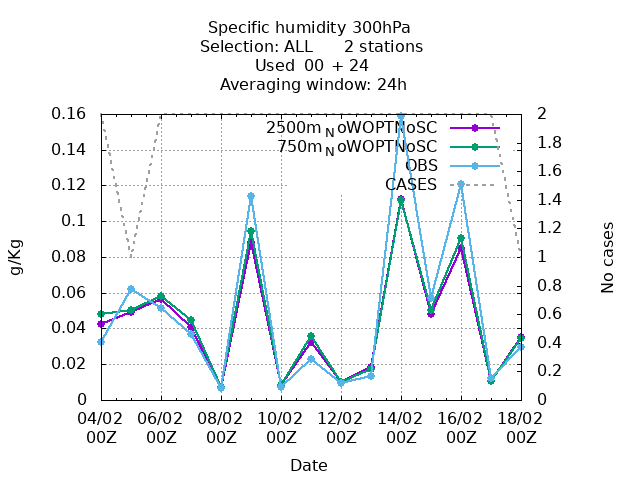 Specific humidity 300hPa
Selection: ALL 2 stations
Used 00 + 24
Averaging window: 24h
2500m_NoWOPTNoSC
750m_NoWOPTNoSC
OBS
CASES
0.16
0.14
0.12
0.1
0.08
0.06
0.04
0.02
0
2
1.8
1.6
1.4
1.2
1
0.8
0.6
0.4
0.2
0
g/Kg
No cases
04/02 06/02 08/02 10/02 12/02 14/02 16/02 18/02
00Z 00Z 00Z 00Z 00Z 00Z 00Z 00Z
Date